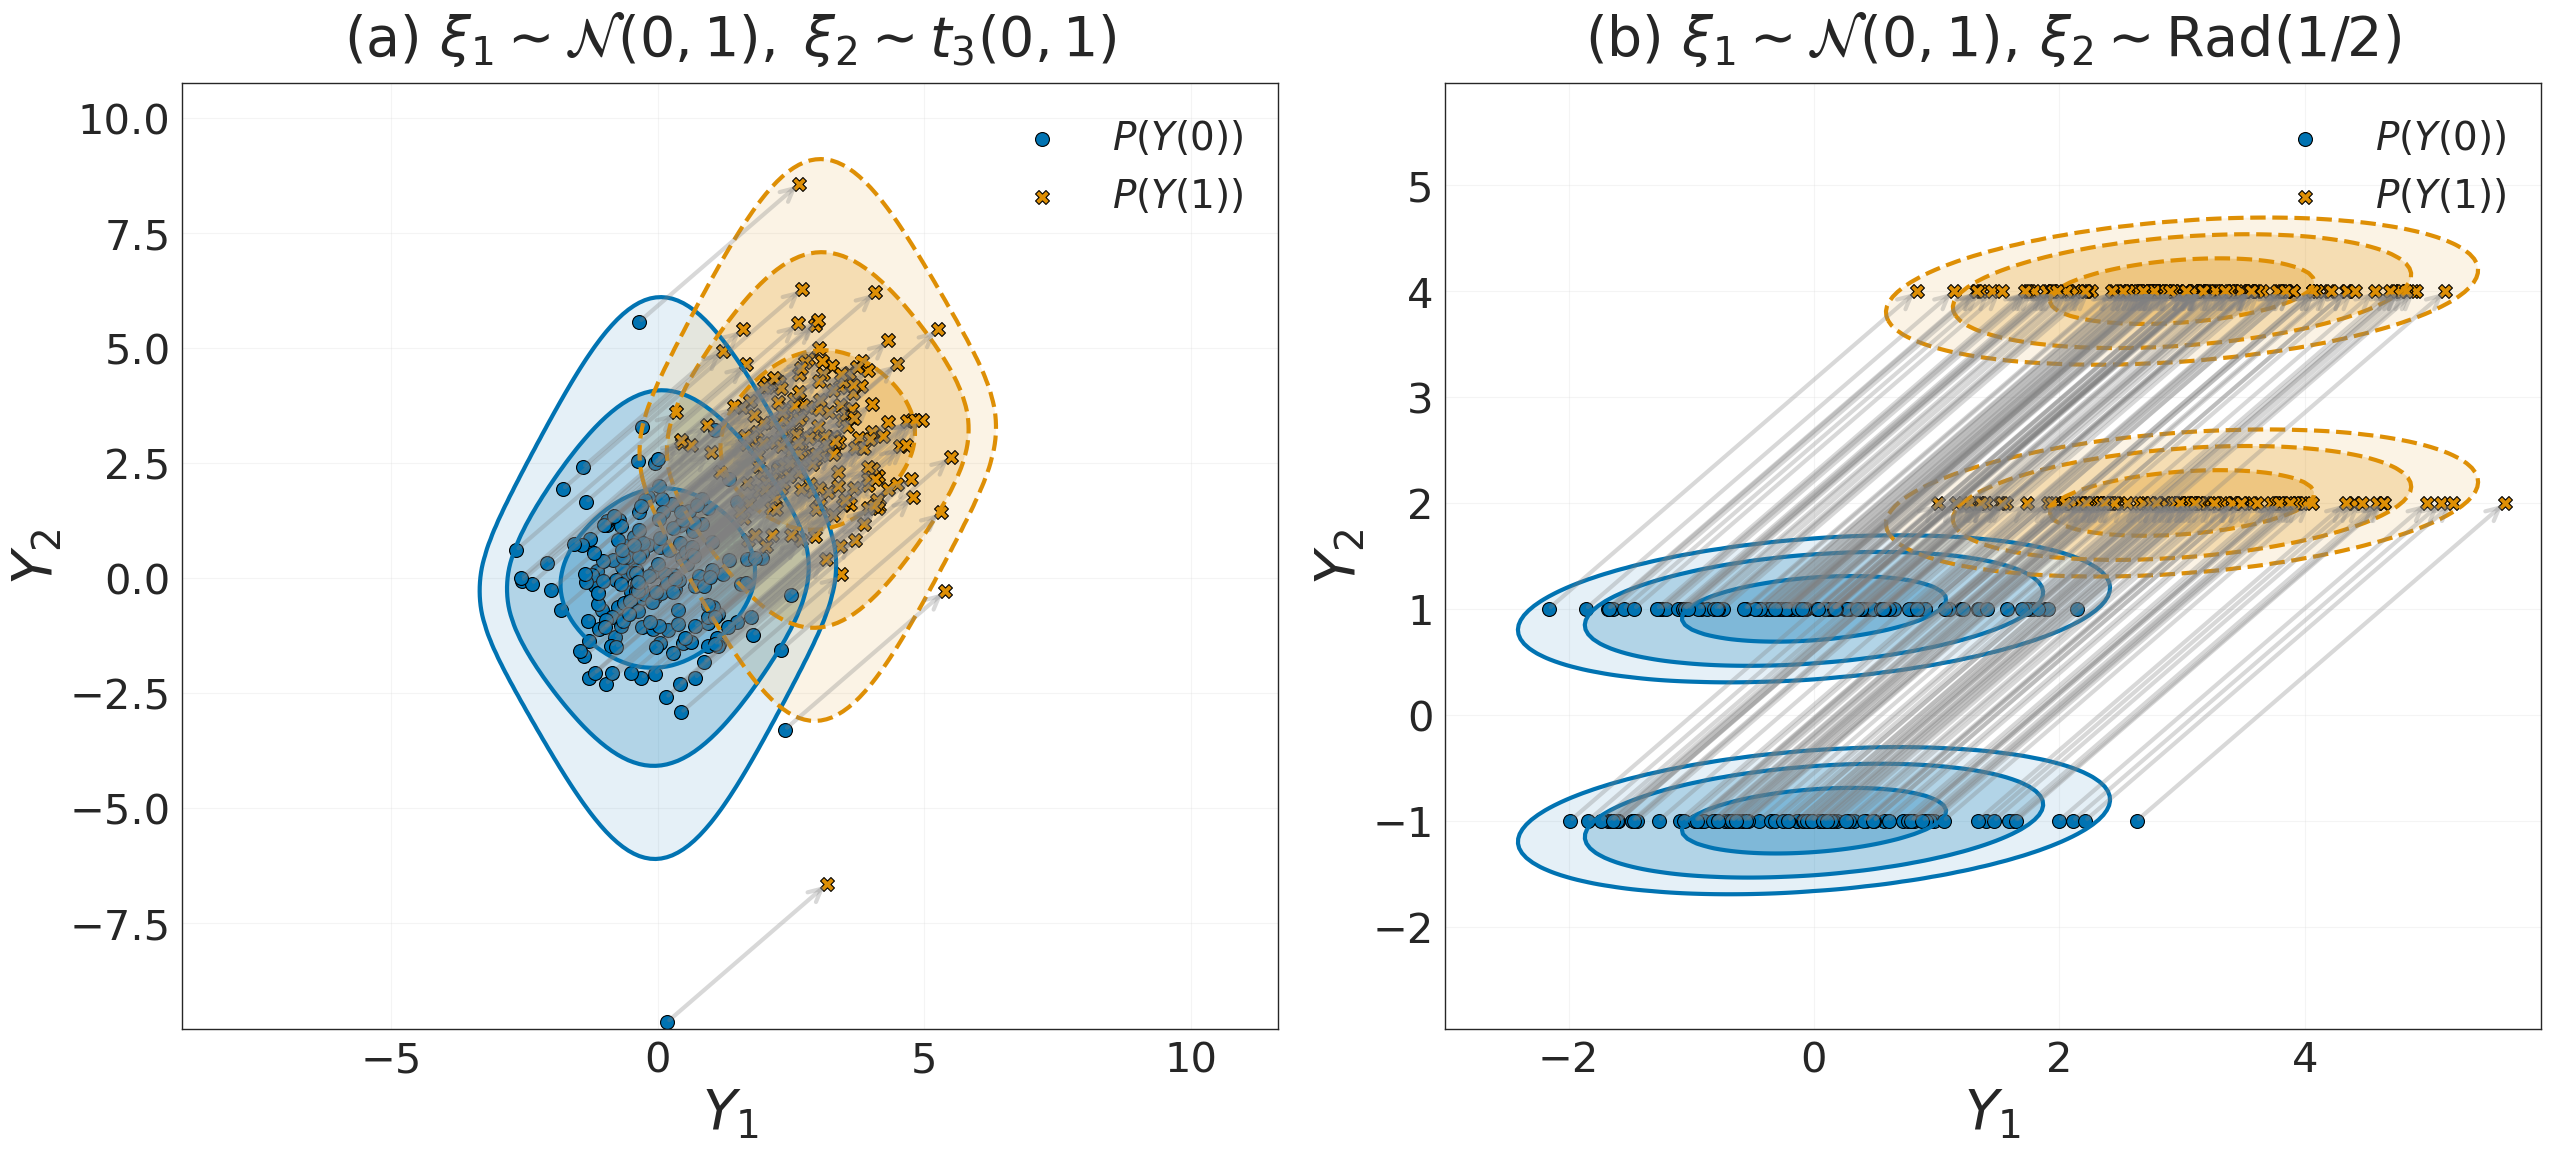 (a) ξ₁ ∼ 𝒩(0, 1), ξ₂ ∼ t₃(0, 1)
10.0
7.5
5.0
2.5
0.0
−2.5
−5.0
−7.5
Y₂
P(Y(0))
P(Y(1))
−5
0
5
10
Y₁
(b) ξ₁ ∼ 𝒩(0, 1), ξ₂ ∼ Rad(1/2)
5
4
3
2
1
0
−1
−2
Y₂
P(Y(0))
P(Y(1))
−2
0
2
4
Y₁